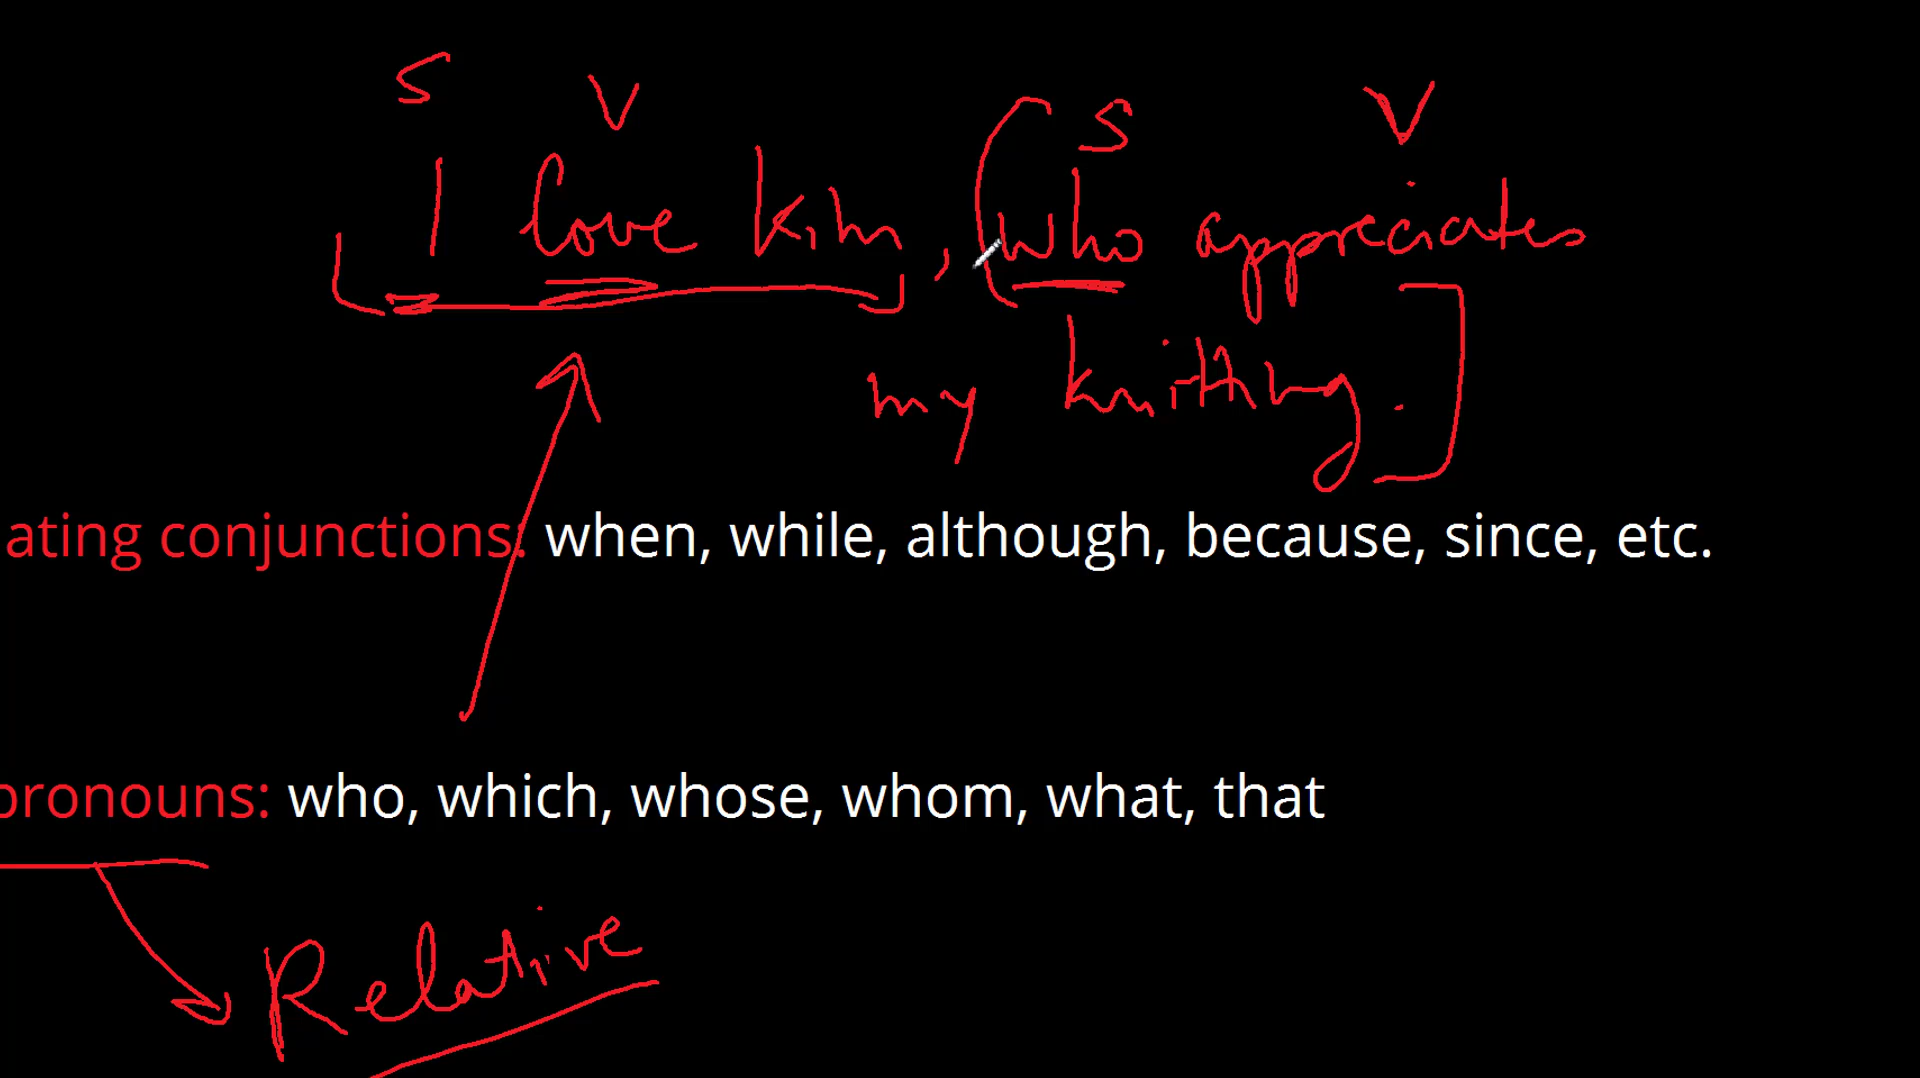 S V S V
I love Kim, (who appreciates
my knitting.]
ating conjunctions: when, while, although, because, since, etc.
pronouns: who, which, whose, whom, what, that
Relative